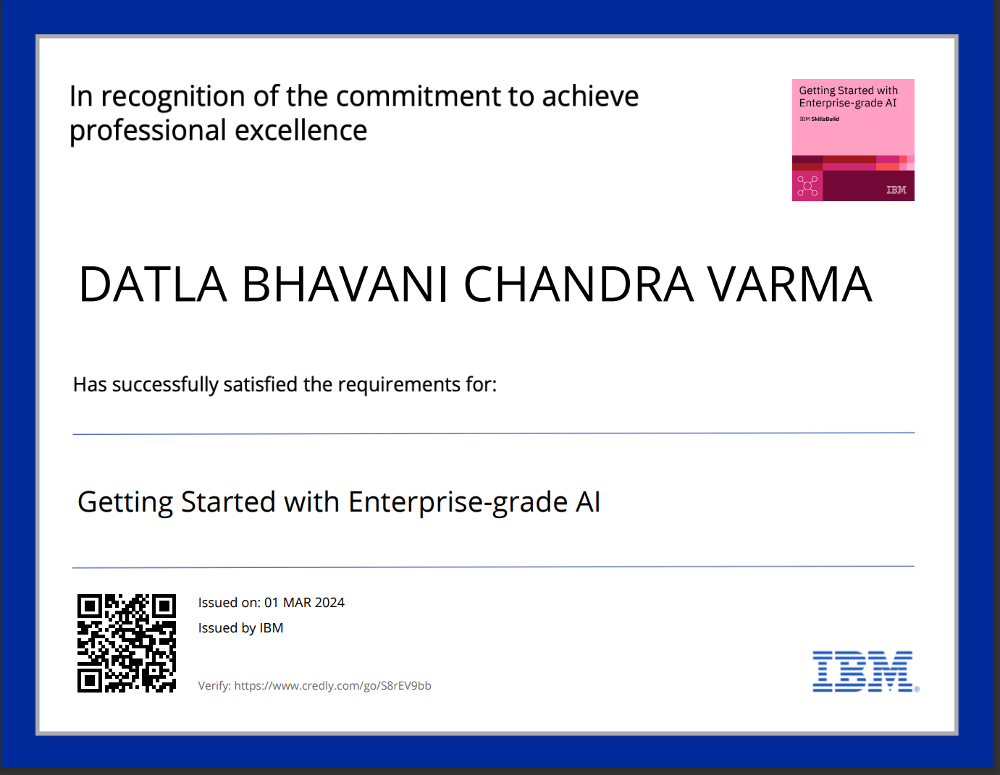 In recognition of the commitment to achieve
professional excellence
Getting Started with
Enterprise-grade AI
IBM SkillsBuild
IBM
DATLA BHAVANI CHANDRA VARMA
Has successfully satisfied the requirements for:
Getting Started with Enterprise-grade AI
Issued on: 01 MAR 2024
Issued by IBM
Verify: https://www.credly.com/go/S8rEV9bb
IBM®